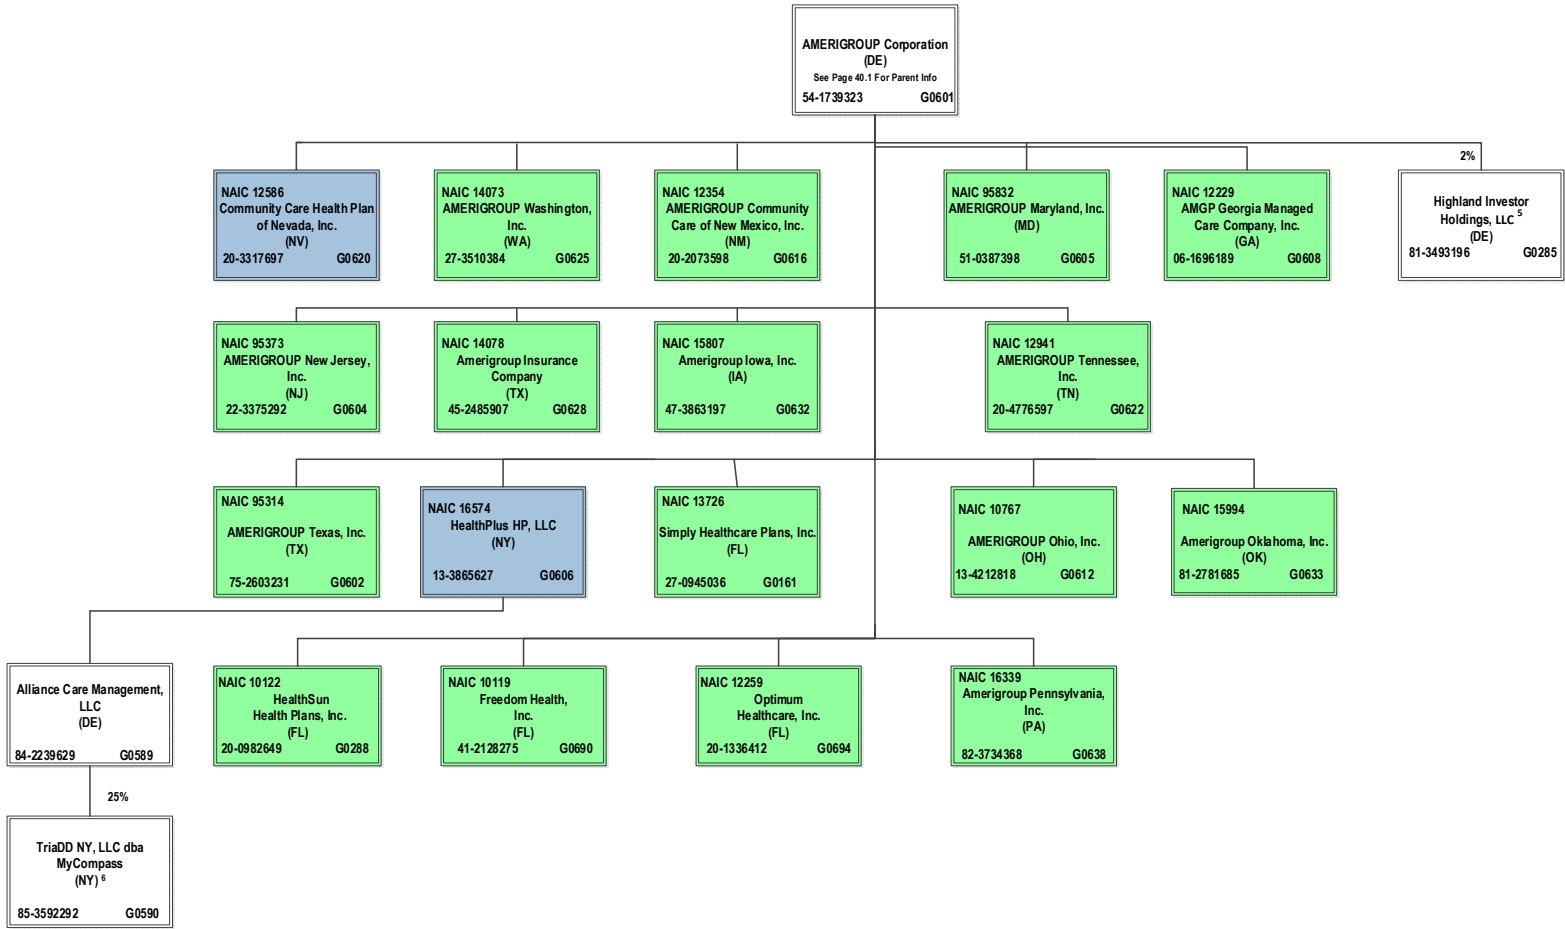 AMERIGROUP Corporation
(DE)
See Page 40.1 For Parent Info
54-1739323 G0601
2%
NAIC 12586
Community Care Health Plan
of Nevada, Inc.
(NV)
20-3317697 G0620
NAIC 14073
AMERIGROUP Washington,
Inc.
(WA)
27-3510384 G0625
NAIC 12354
AMERIGROUP Community
Care of New Mexico, Inc.
(NM)
20-2073598 G0616
NAIC 95832
AMERIGROUP Maryland, Inc.
(MD)
51-0387398 G0605
NAIC 12229
AMGP Georgia Managed
Care Company, Inc.
(GA)
06-1696189 G0608
Highland Investor
Holdings, LLC 5
(DE)
81-3493196 G0285
NAIC 95373
AMERIGROUP New Jersey,
Inc.
(NJ)
22-3375292 G0604
NAIC 14078
Amerigroup Insurance
Company
(TX)
45-2485907 G0628
NAIC 15807
Amerigroup Iowa, Inc.
(IA)
47-3863197 G0632
NAIC 12941
AMERIGROUP Tennessee,
Inc.
(TN)
20-4776597 G0622
NAIC 95314
AMERIGROUP Texas, Inc.
(TX)
75-2603231 G0602
NAIC 16574
HealthPlus HP, LLC
(NY)
13-3865627 G0606
NAIC 13726
Simply Healthcare Plans, Inc.
(FL)
27-0945036 G0161
NAIC 10767
AMERIGROUP Ohio, Inc.
(OH)
13-4212818 G0612
NAIC 15994
Amerigroup Oklahoma, Inc.
(OK)
81-2781685 G0633
Alliance Care Management,
LLC
(DE)
84-2239629 G0589
NAIC 10122
HealthSun
Health Plans, Inc.
(FL)
20-0982649 G0288
NAIC 10119
Freedom Health,
Inc.
(FL)
41-2128275 G0690
NAIC 12259
Optimum
Healthcare, Inc.
(FL)
20-1336412 G0694
NAIC 16339
Amerigroup Pennsylvania,
Inc.
(PA)
82-3734368 G0638
25%
TriaDD NY, LLC dba
MyCompass
(NY) 6
85-3592292 G0590